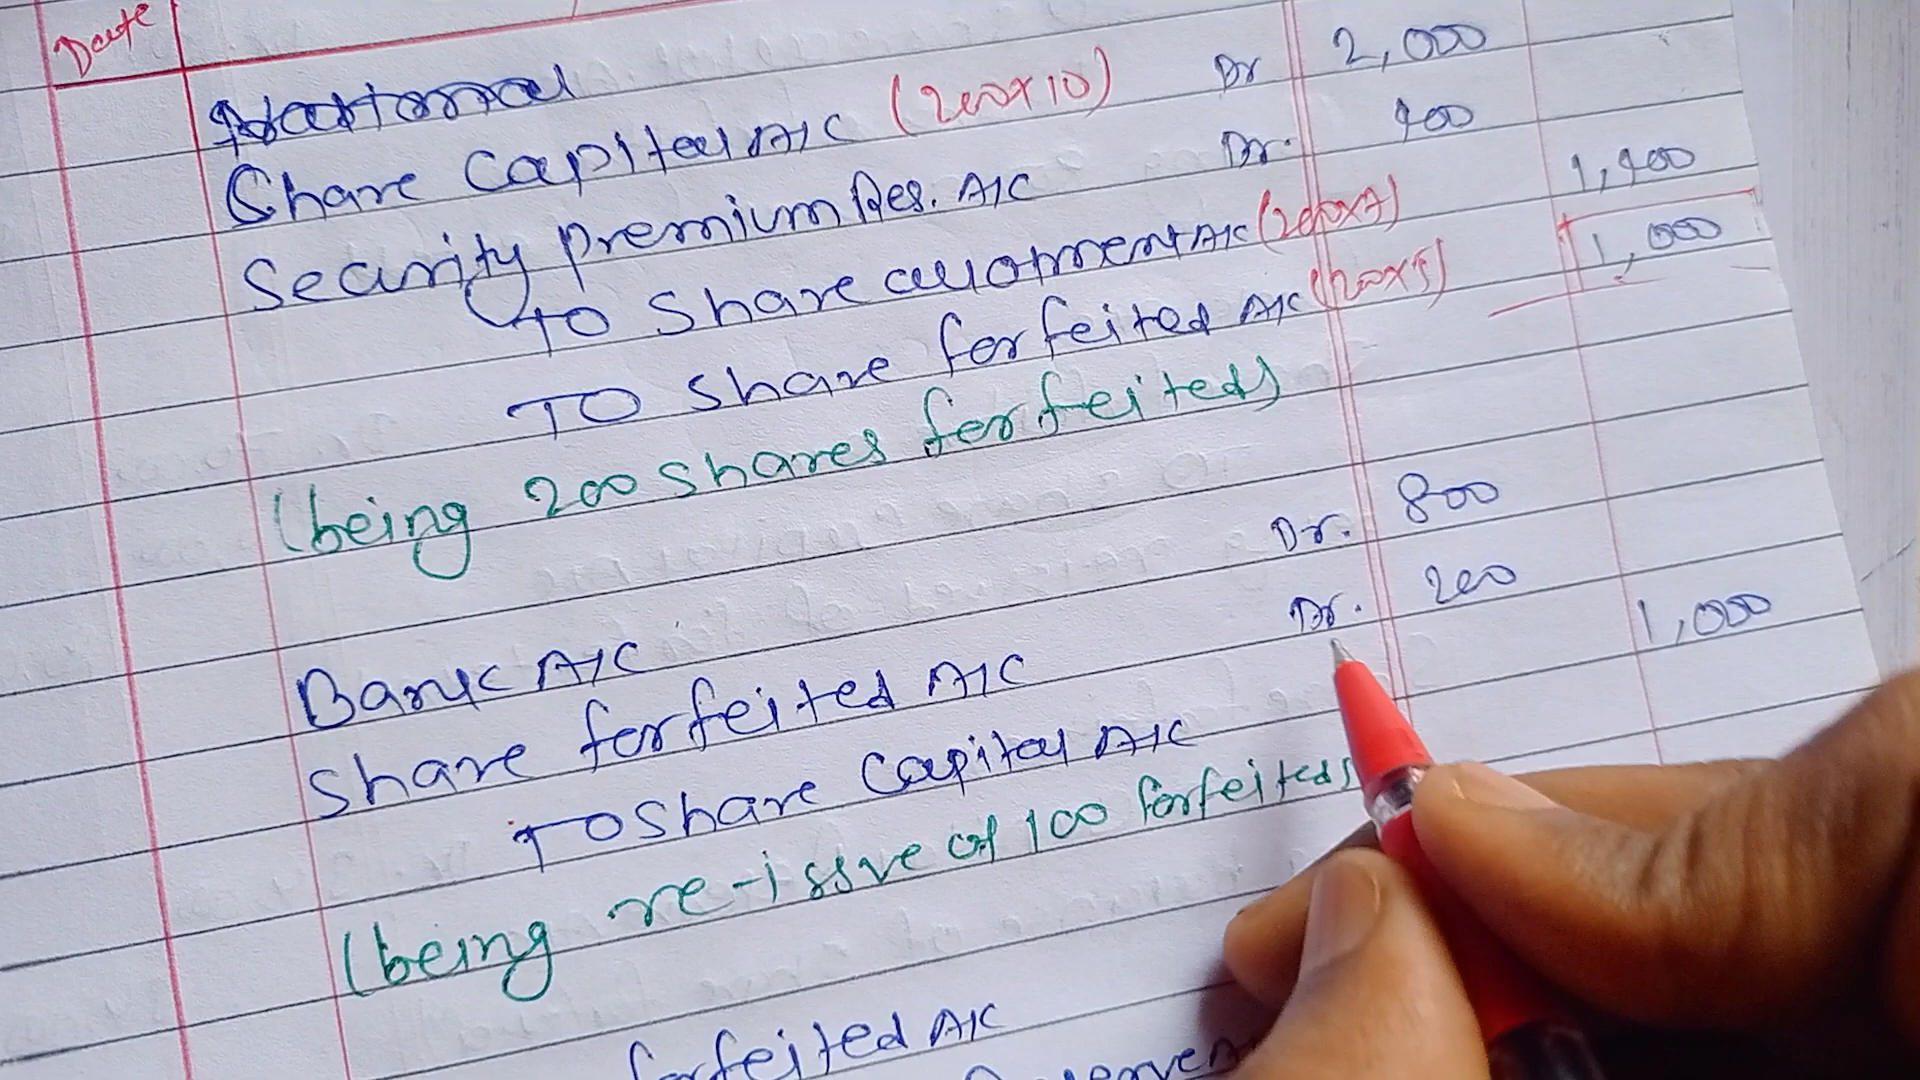 Date
Share Capital A/C (200x10) Dr 2,000
Security premium Res. A/C Dr. 400
To Share allotment A/C (200x7) 1,400
To Share forfeited A/C (200x5) 1,000
(being 200 shares forfeited)
Bank A/C Dr. 800
Share forfeited A/C Dr. 200
To Share Capital A/C 1,000
(being re-issve of 100 forfeited)
forfeited A/C